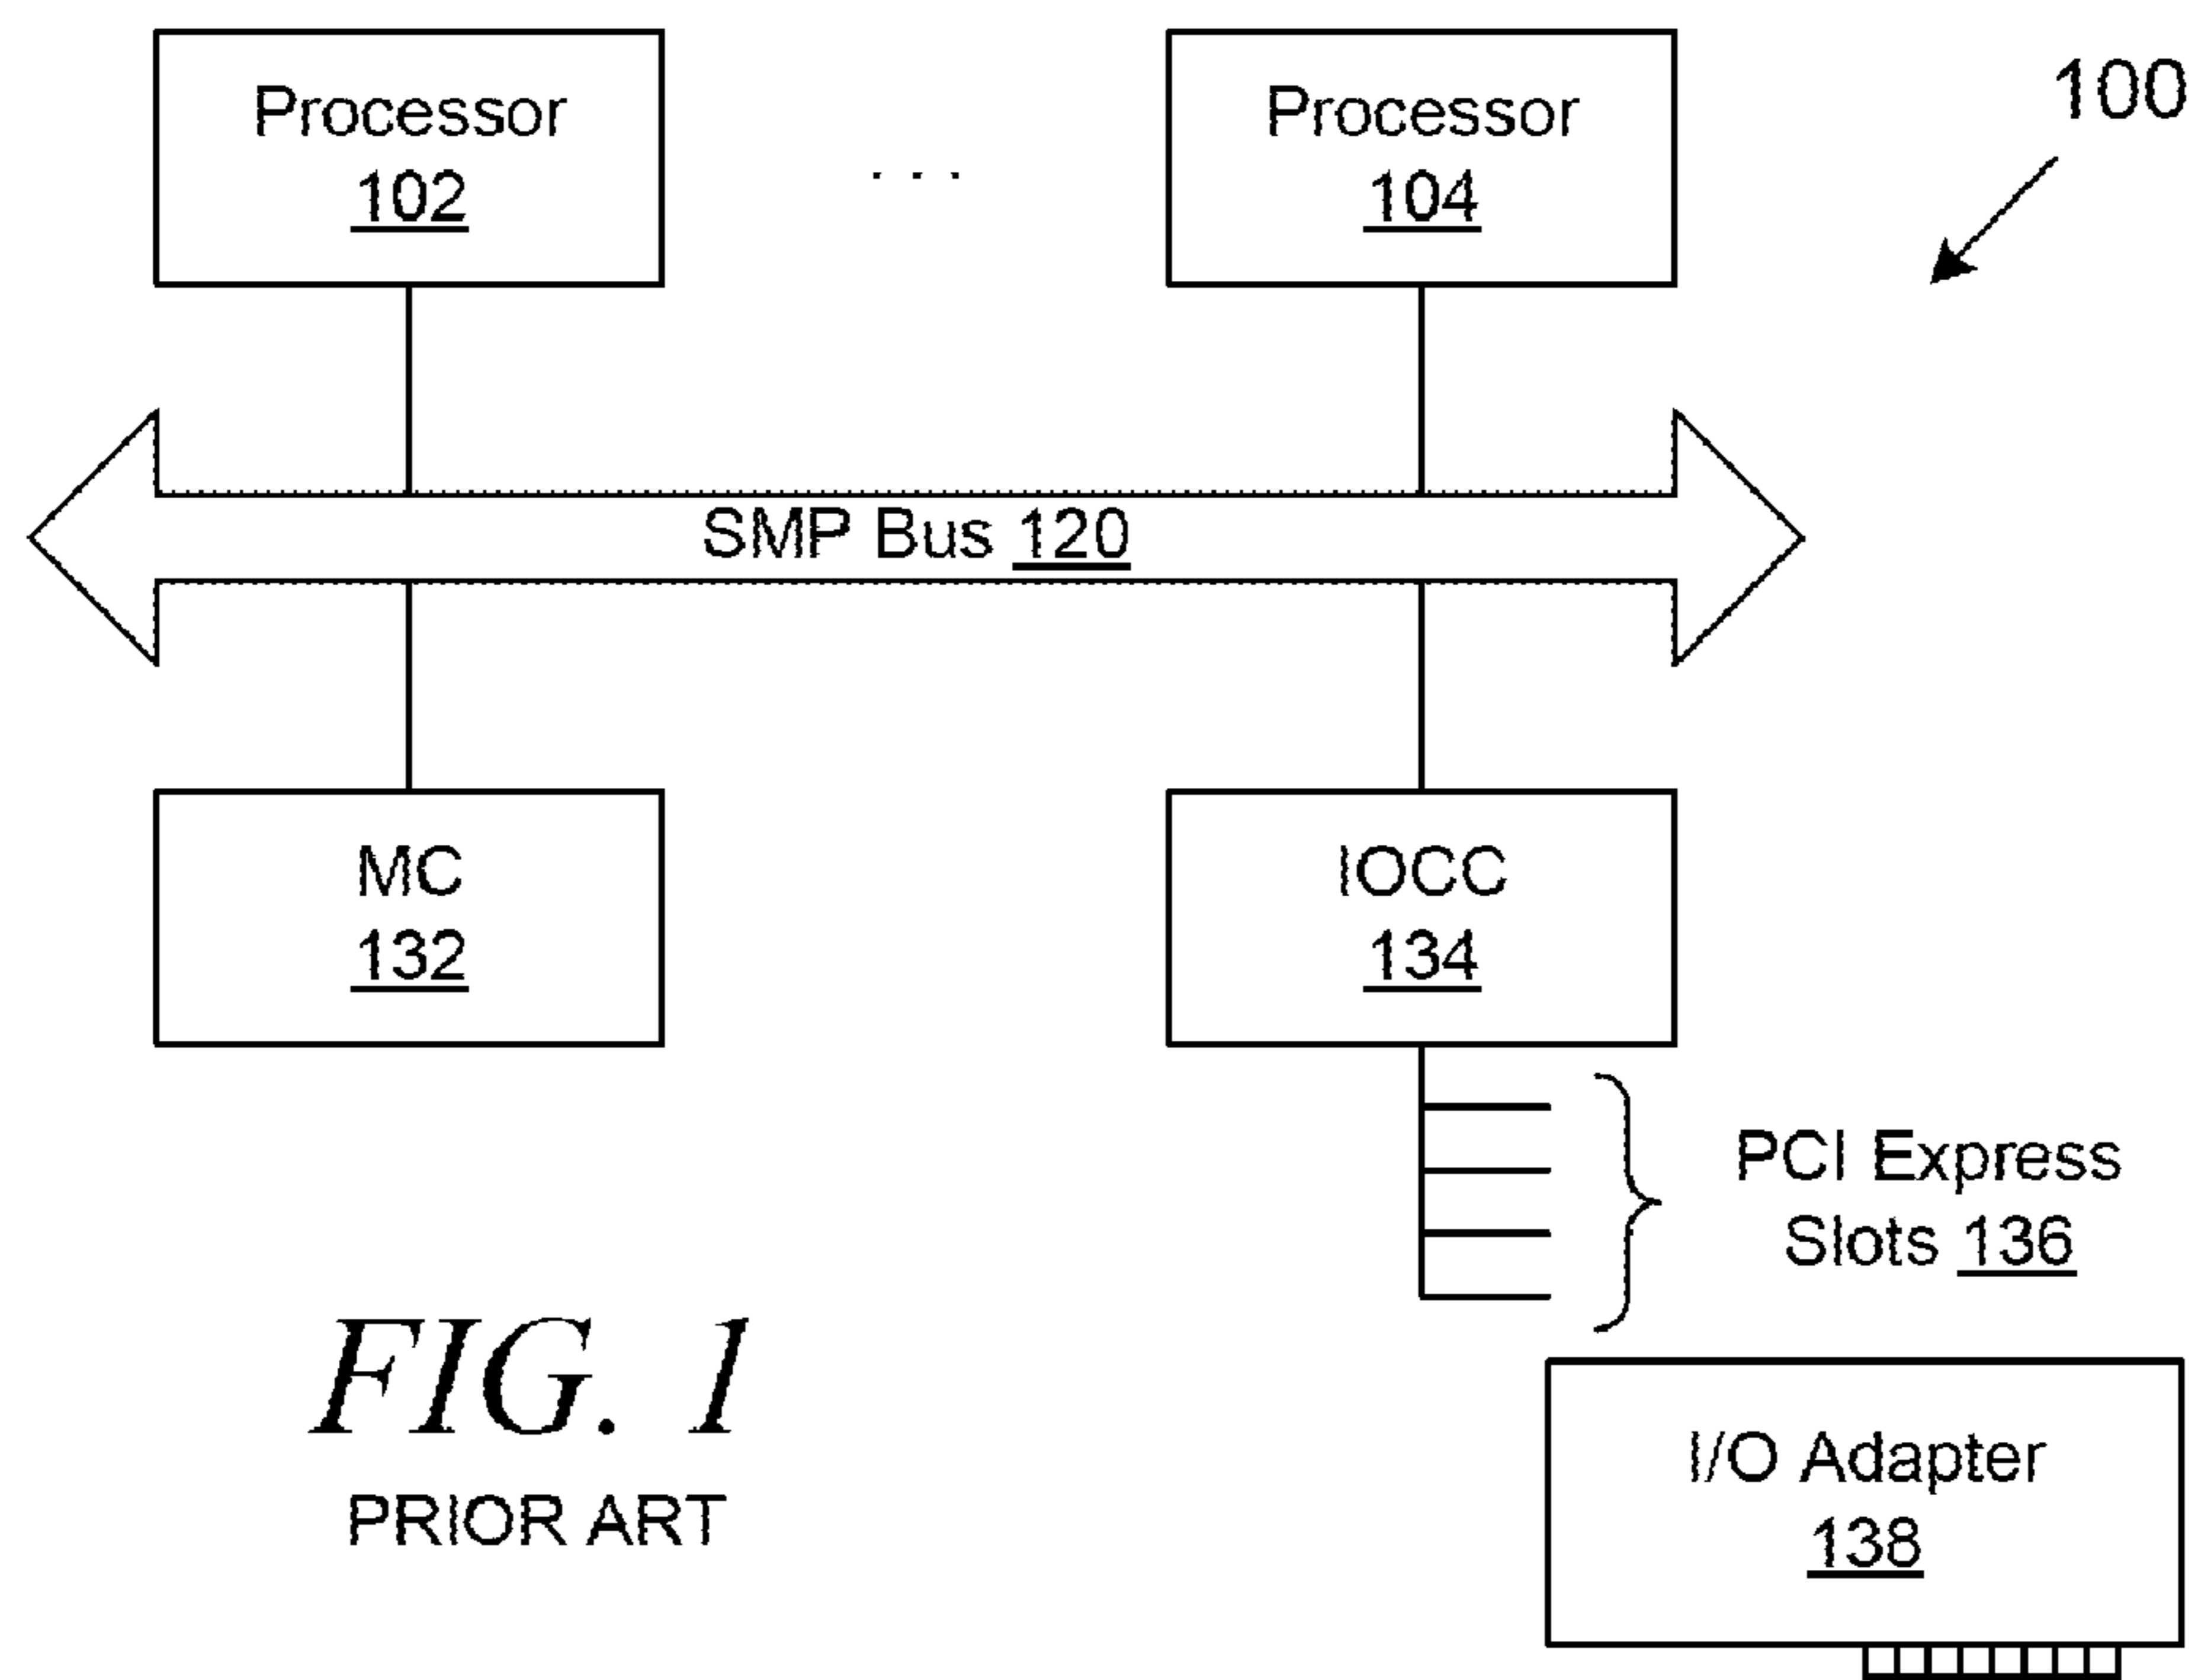 Processor
102
. . .
Processor
104
100
SMP Bus 120
MC
132
IOCC
134
PCI Express
Slots 136
FIG. 1
PRIOR ART
I/O Adapter
138